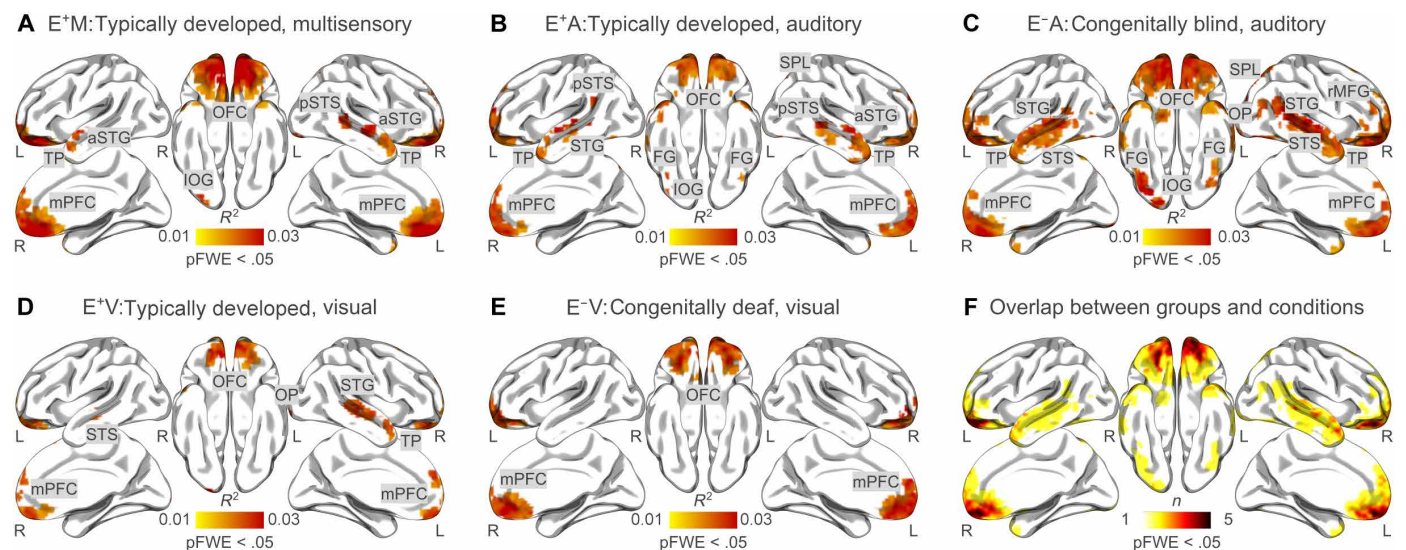 A E⁺M:Typically developed, multisensory
OFC
aSTG
TP
L
R
IOG
mPFC
R
pSTS
aSTG
TP
L
R
mPFC
L
R²
0.01 0.03
pFWE < .05
B E⁺A:Typically developed, auditory
pSTS
STG
TP
L
R
OFC
FG
FG
IOG
mPFC
R
SPL
pSTS
aSTG
TP
L
R
mPFC
L
R²
0.01 0.03
pFWE < .05
C E⁻A:Congenitally blind, auditory
STG
TP
STS
L
R
OFC
FG
FG
IOG
mPFC
R
SPL
rMFG
OP
STG
STS
TP
L
R
mPFC
L
R²
0.01 0.03
pFWE < .05
D E⁺V:Typically developed, visual
STS
L
R
OFC
mPFC
R
OP
STG
TP
L
R
mPFC
L
R²
0.01 0.03
pFWE < .05
E E⁻V:Congenitally deaf, visual
OFC
L
R
L
R
mPFC
R
mPFC
L
R²
0.01 0.03
pFWE < .05
F Overlap between groups and conditions
L
R
L
R
R
L
n
1 5
pFWE < .05